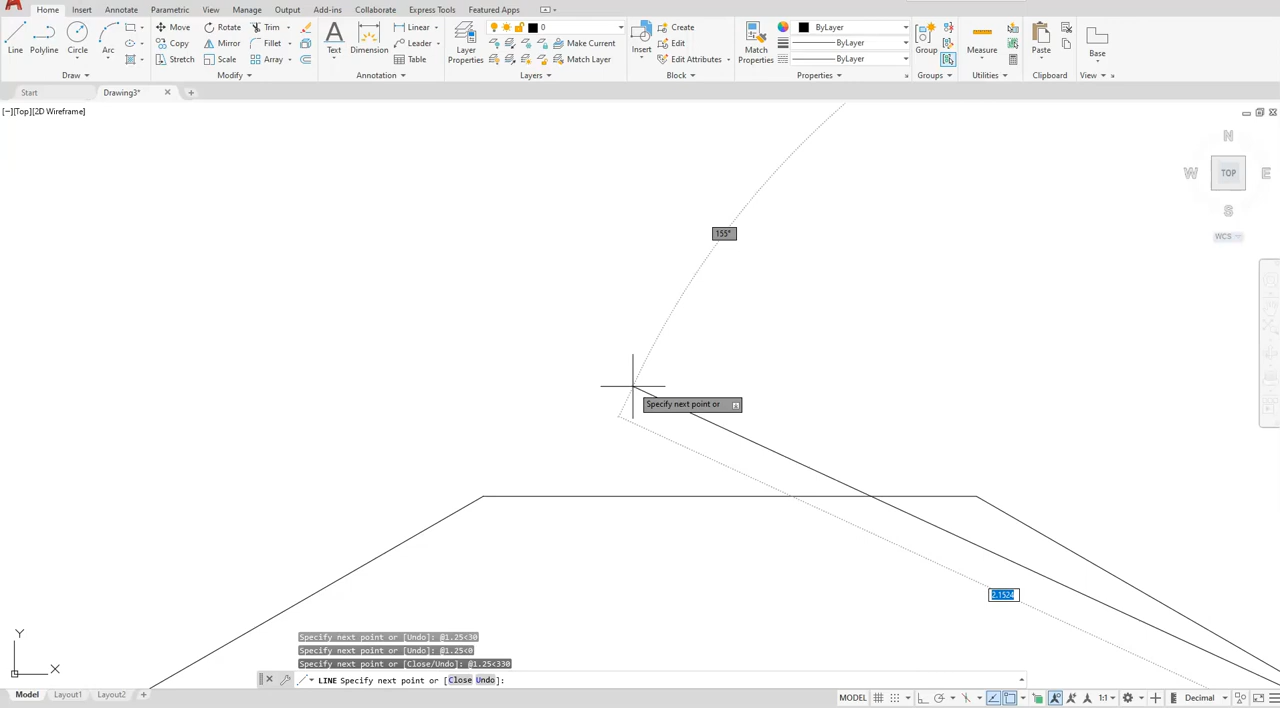 Home Insert Annotate Parametric View Manage Output Add-ins Collaborate Express Tools Featured Apps
Line Polyline Circle Arc
Move Rotate Trim
Copy Mirror Fillet
Stretch Scale Array
Text Dimension
Linear
Leader
Table
Layer Properties
0
Make Current
Match Layer
Insert
Create
Edit
Edit Attributes
Match Properties
ByLayer
ByLayer
ByLayer
Group
Measure
Paste
Base
Draw Modify Annotation Layers Block Properties Groups Utilities Clipboard View
Start Drawing3*
[−][Top][2D Wireframe]
N
W TOP E
S
WCS
155°
Specify next point or
2.1524
Specify next point or [Undo]: @1.25<30
Specify next point or [Undo]: @1.25<0
Specify next point or [Close/Undo]: @1.25<330
LINE Specify next point or [Close Undo]:
Y
X
Model Layout1 Layout2 +
MODEL 1:1 Decimal